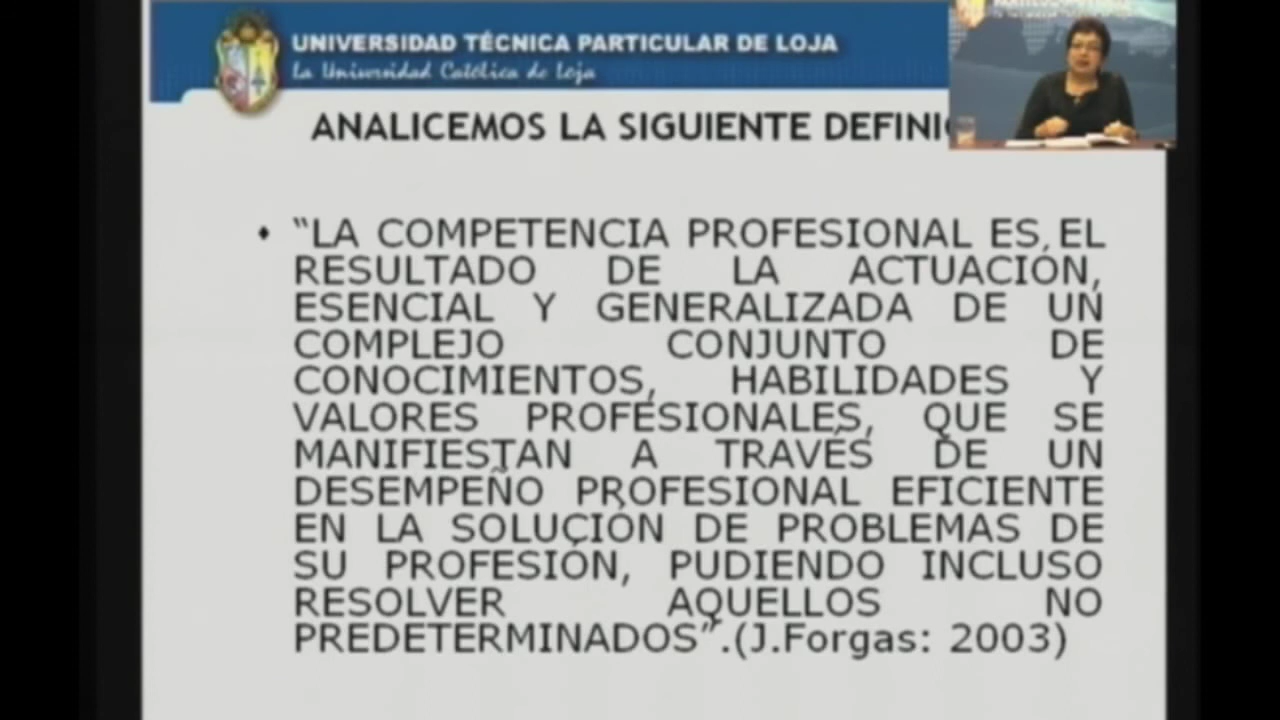 UNIVERSIDAD TÉCNICA PARTICULAR DE LOJA
La Universidad Católica de Loja
ANALICEMOS LA SIGUIENTE DEFINI
• “LA COMPETENCIA PROFESIONAL ES EL
RESULTADO DE LA ACTUACIÓN,
ESENCIAL Y GENERALIZADA DE UN
COMPLEJO CONJUNTO DE
CONOCIMIENTOS, HABILIDADES Y
VALORES PROFESIONALES, QUE SE
MANIFIESTAN A TRAVÉS DE UN
DESEMPEÑO PROFESIONAL EFICIENTE
EN LA SOLUCIÓN DE PROBLEMAS DE
SU PROFESIÓN, PUDIENDO INCLUSO
RESOLVER AQUELLOS NO
PREDETERMINADOS”.(J.Forgas: 2003)